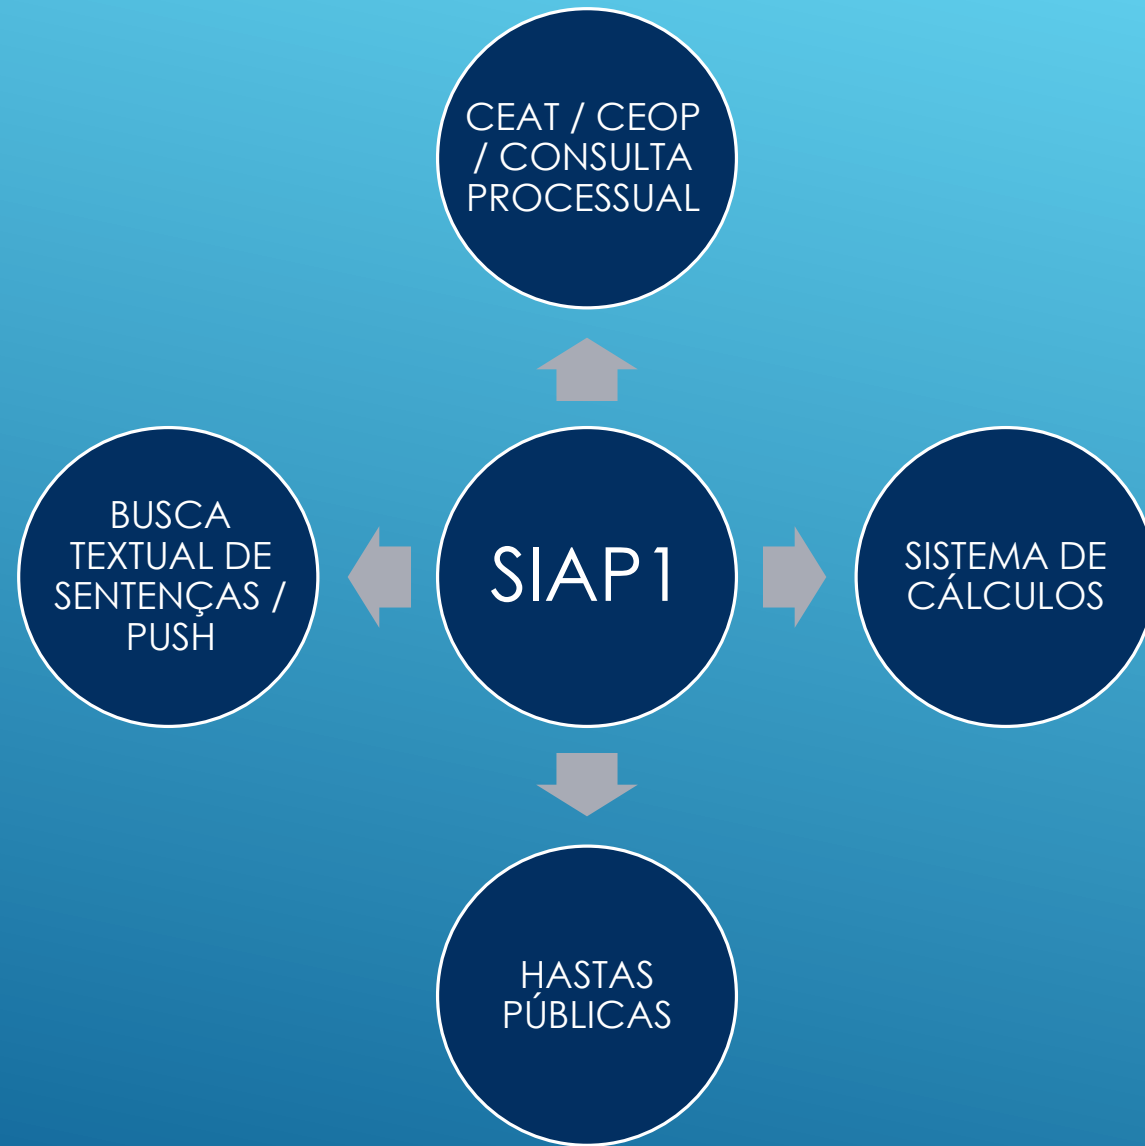 CEAT / CEOP
/ CONSULTA
PROCESSUAL
BUSCA
TEXTUAL DE
SENTENÇAS /
PUSH
SIAP1
SISTEMA DE
CÁLCULOS
HASTAS
PÚBLICAS